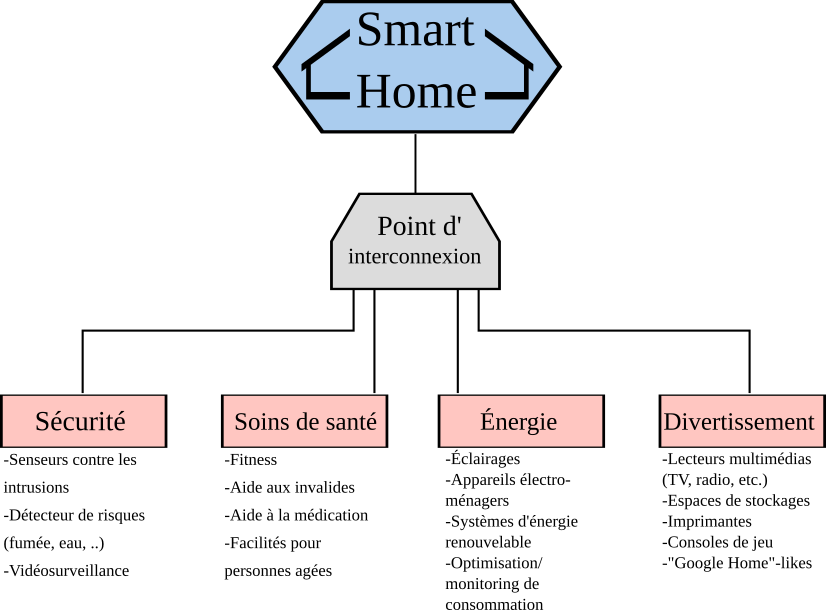 Smart
Home
Point d'
interconnexion
Sécurité
-Senseurs contre les
intrusions
-Détecteur de risques
(fumée, eau, ..)
-Vidéosurveillance
Soins de santé
-Fitness
-Aide aux invalides
-Aide à la médication
-Facilités pour
personnes agées
Énergie
-Éclairages
-Appareils électro-
ménagers
-Systèmes d'énergie
renouvelable
-Optimisation/
monitoring de
consommation
Divertissement
-Lecteurs multimédias
(TV, radio, etc.)
-Espaces de stockages
-Imprimantes
-Consoles de jeu
-"Google Home"-likes